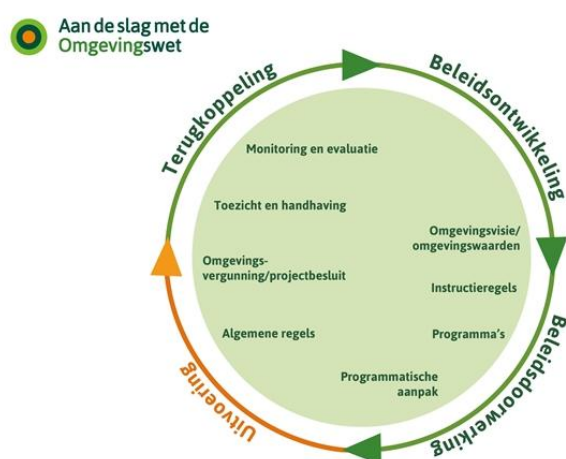 Aan de slag met de
Omgevingswet
Terugkoppeling
Beleidsontwikkeling
Monitoring en evaluatie
Toezicht en handhaving
Omgevingsvisie/
omgevingswaarden
Omgevings-
vergunning/projectbesluit
Instructieregels
Algemene regels
Programma's
Programmatische
aanpak
Uitvoering
Beleidsdoorwerking